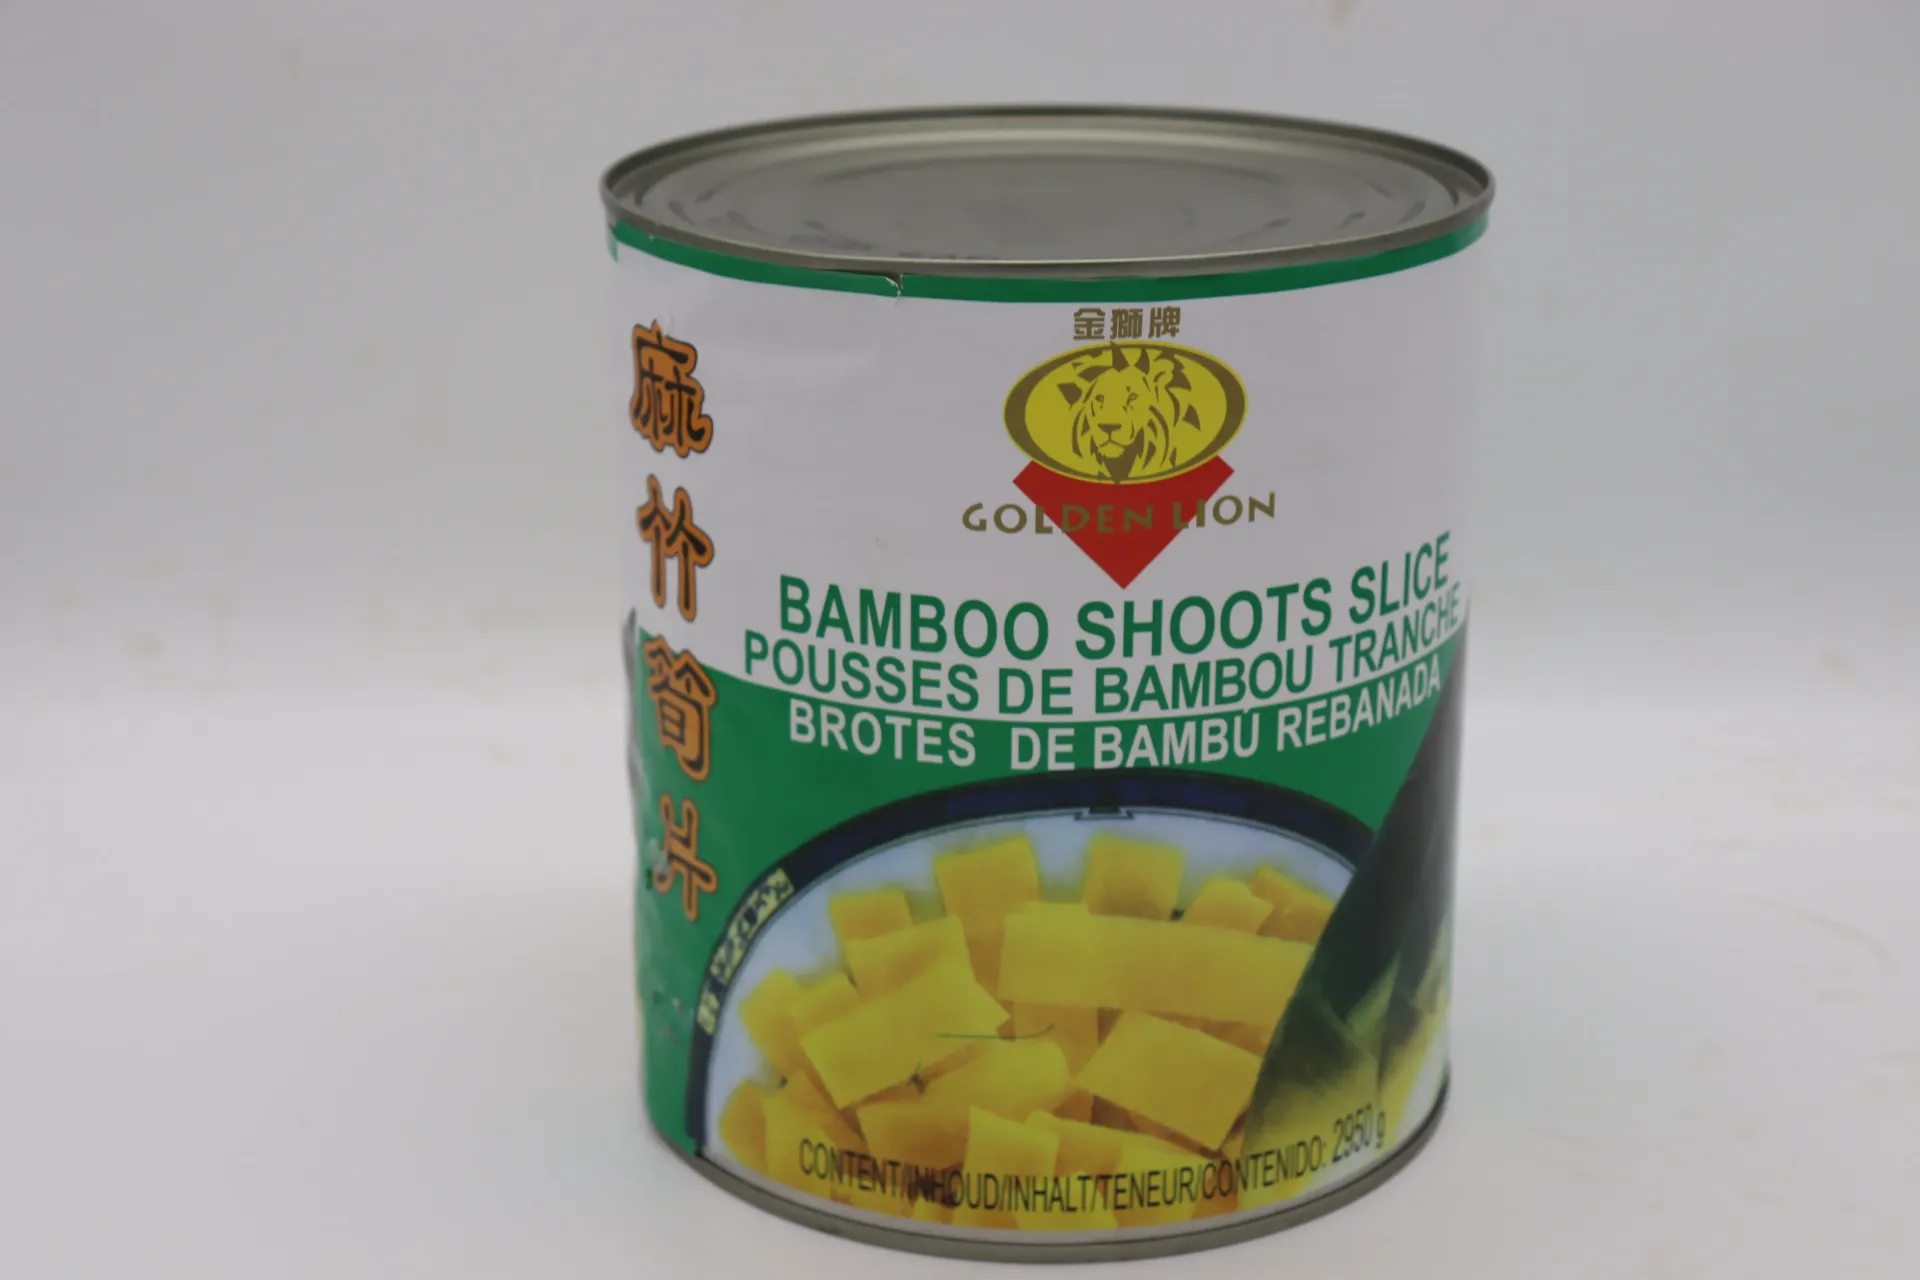 金獅牌
GOLDEN LION
麻竹筍片
BAMBOO SHOOTS SLICE
POUSSES DE BAMBOU TRANCHE
BROTES DE BAMBÚ REBANADA
CONTENT/INHOUD/INHALT/TENEUR/CONTENIDO: 2950 g